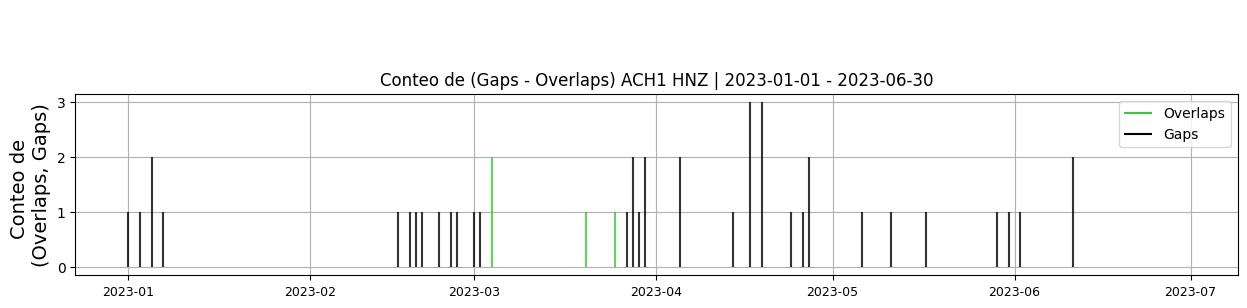 Conteo de (Gaps - Overlaps) ACH1 HNZ | 2023-01-01 - 2023-06-30
Conteo de
(Overlaps, Gaps)
3
2
1
0
Overlaps
Gaps
2023-01
2023-02
2023-03
2023-04
2023-05
2023-06
2023-07